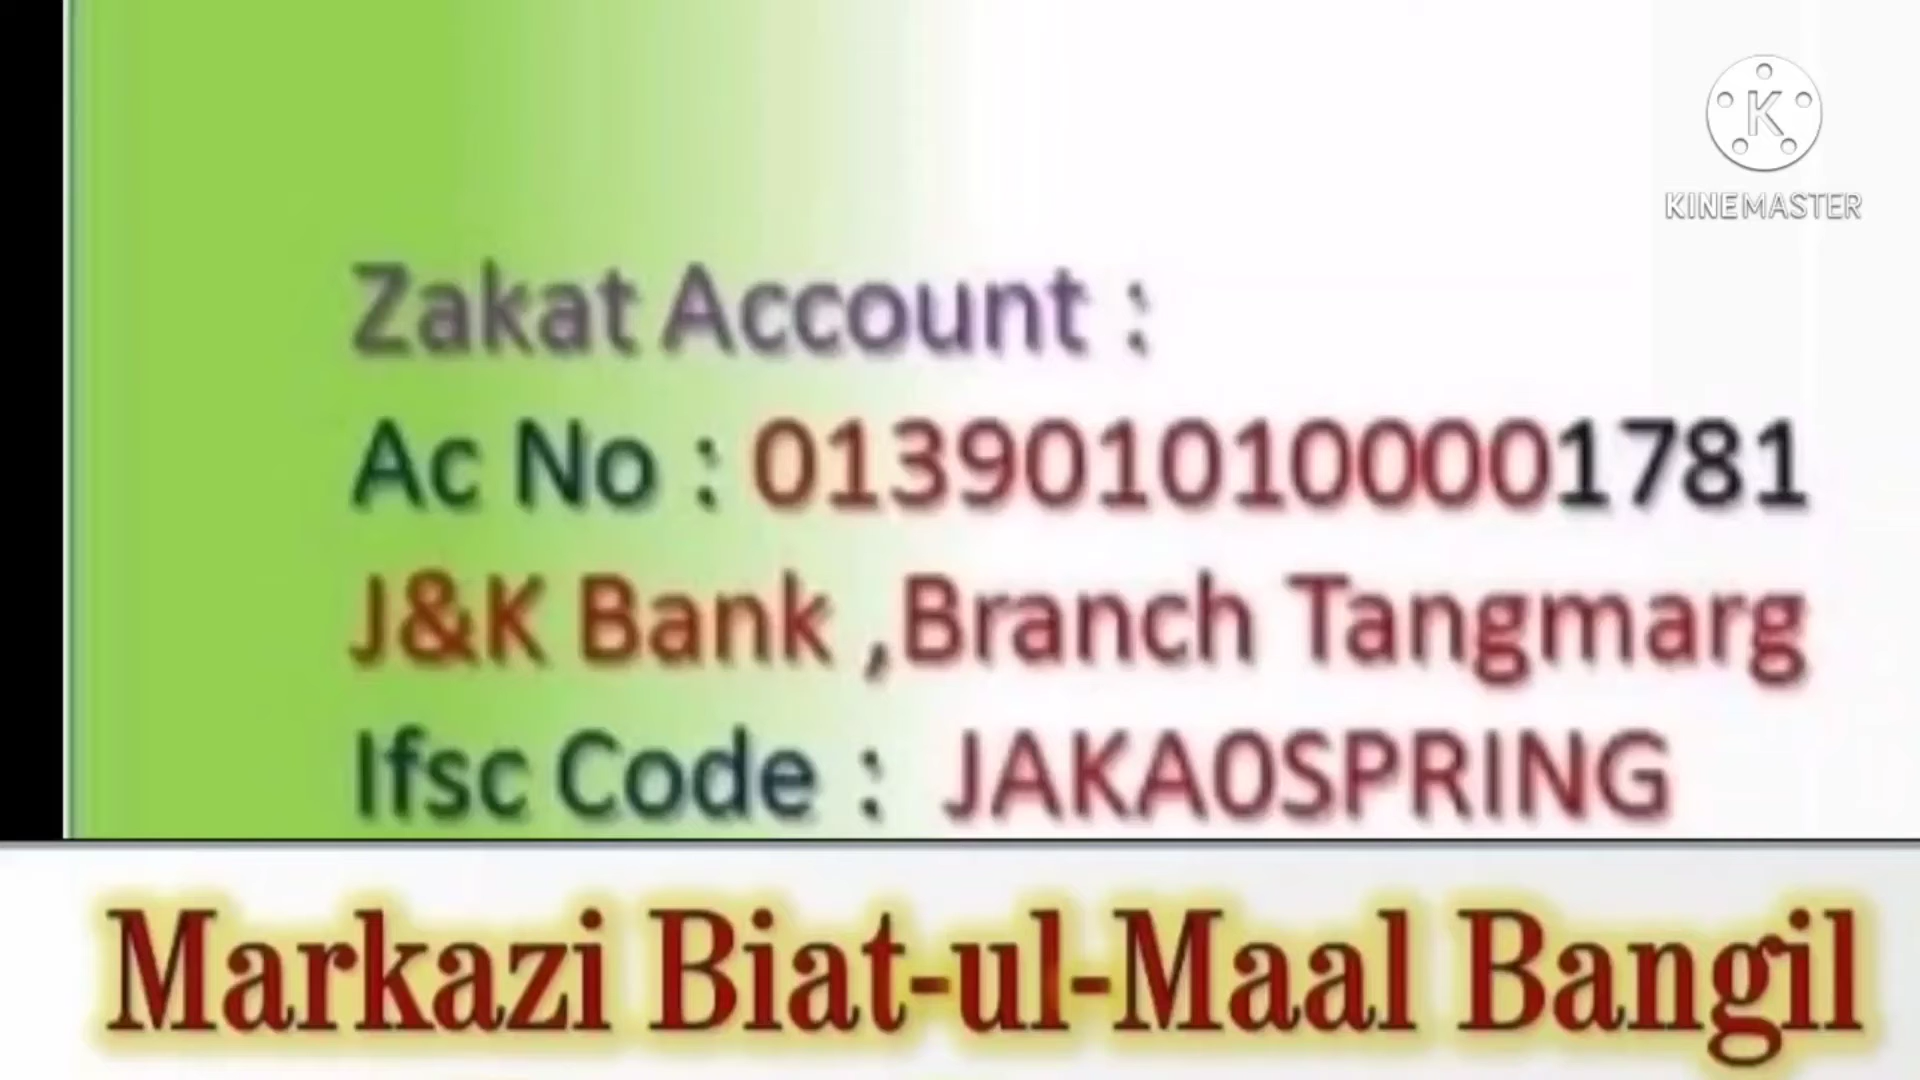 KINEMASTER
Zakat Account :
Ac No : 0139010100001781
J&K Bank ,Branch Tangmarg
Ifsc Code : JAKA0SPRING
Markazi Biat-ul-Maal Bangil